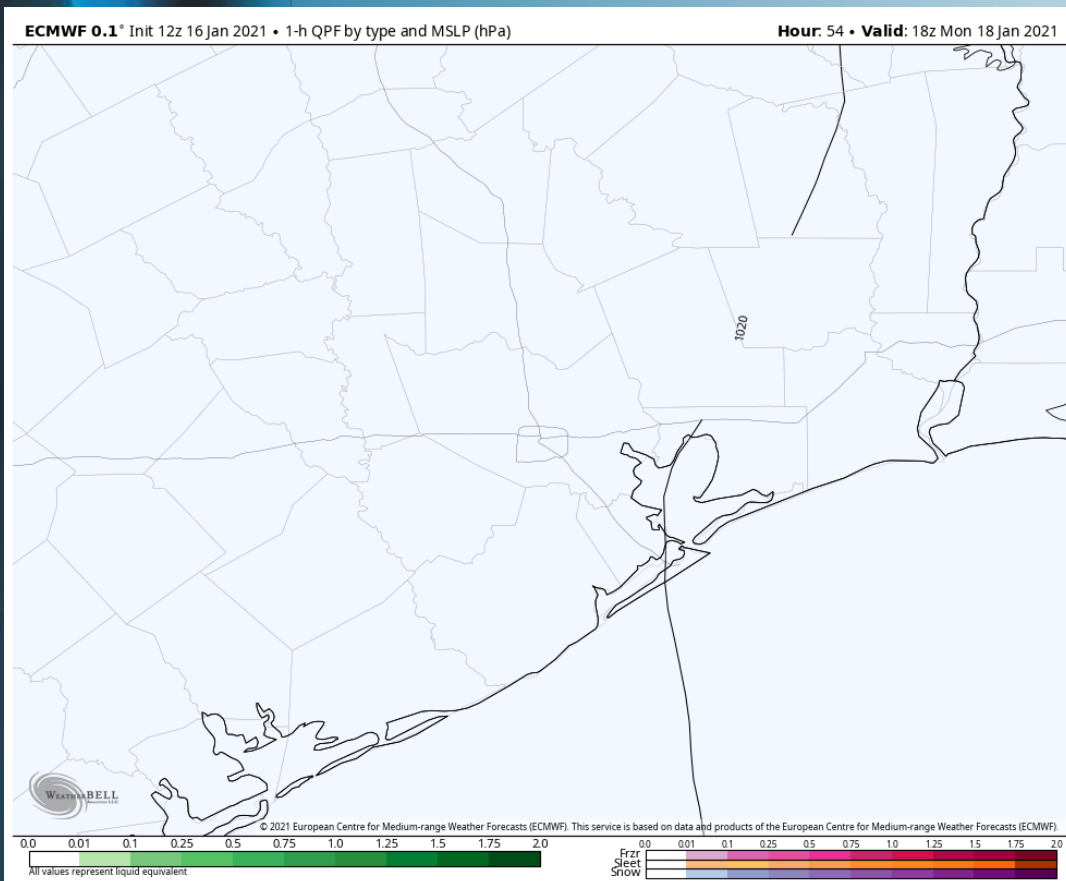 ECMWF 0.1° Init 12z 16 Jan 2021 • 1-h QPF by type and MSLP (hPa)
Hour: 54 • Valid: 18z Mon 18 Jan 2021
1020
WEATHERBELL
Analytics LLC
© 2021 European Centre for Medium-range Weather Forecasts (ECMWF). This service is based on data and products of the European Centre for Medium-range Weather Forecasts (ECMWF).
0.0 0.01 0.1 0.25 0.5 0.75 1.0 1.25 1.5 1.75 2.0
All values represent liquid equivalent
0.0 0.01 0.1 0.25 0.5 0.75 1.0 1.25 1.5 1.75 2.0
Frzr
Sleet
Snow